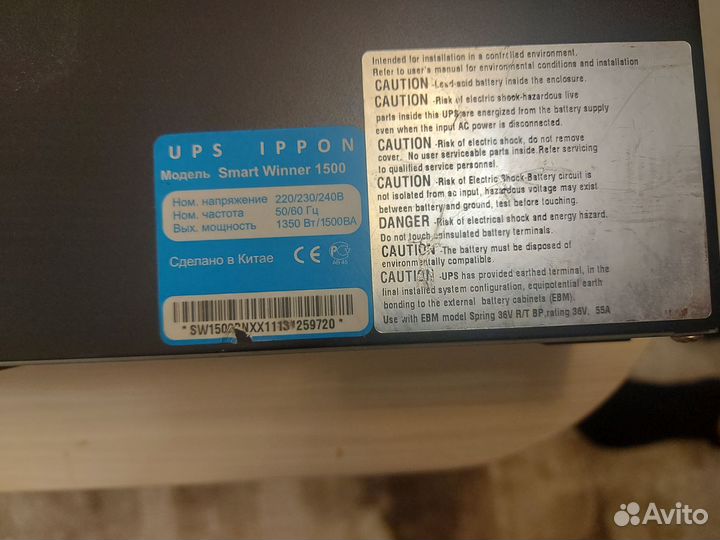 UPS IPPON
Модель Smart Winner 1500
Ном. напряжение 220/230/240В
Ном. частота 50/60 Гц
Вых. мощность 1350 Вт/1500ВА
Сделано в Китае CE РС
Intended for installation in a controlled environment.
Refer to user's manual for environmental conditions and installation
CAUTION -Lead-acid battery inside the enclosure.
CAUTION -Risk of electric shock-hazardous live
parts inside this UPS are energized from the battery supply
even when the input AC power is disconnected.
CAUTION -Risk of electric shock, do not remove
cover. No user serviceable parts inside. Refer servicing
to qualified service personnel.
CAUTION -Risk of Electric Shock-Battery circuit is
not isolated from ac input, hazardous voltage may exist
between battery and ground, test before touching.
DANGER -Risk of electrical shock and energy hazard.
Do not touch uninsulated battery terminals.
CAUTION -The battery must be disposed of
environmentally compatible.
CAUTION -UPS has provided earthed terminal, in the
final installed system configuration, equipotential earth
bonding to the external battery cabinets (EBM).
Use with EBM model Spring 36V R/T BP,rating 36V, 55A
Avito